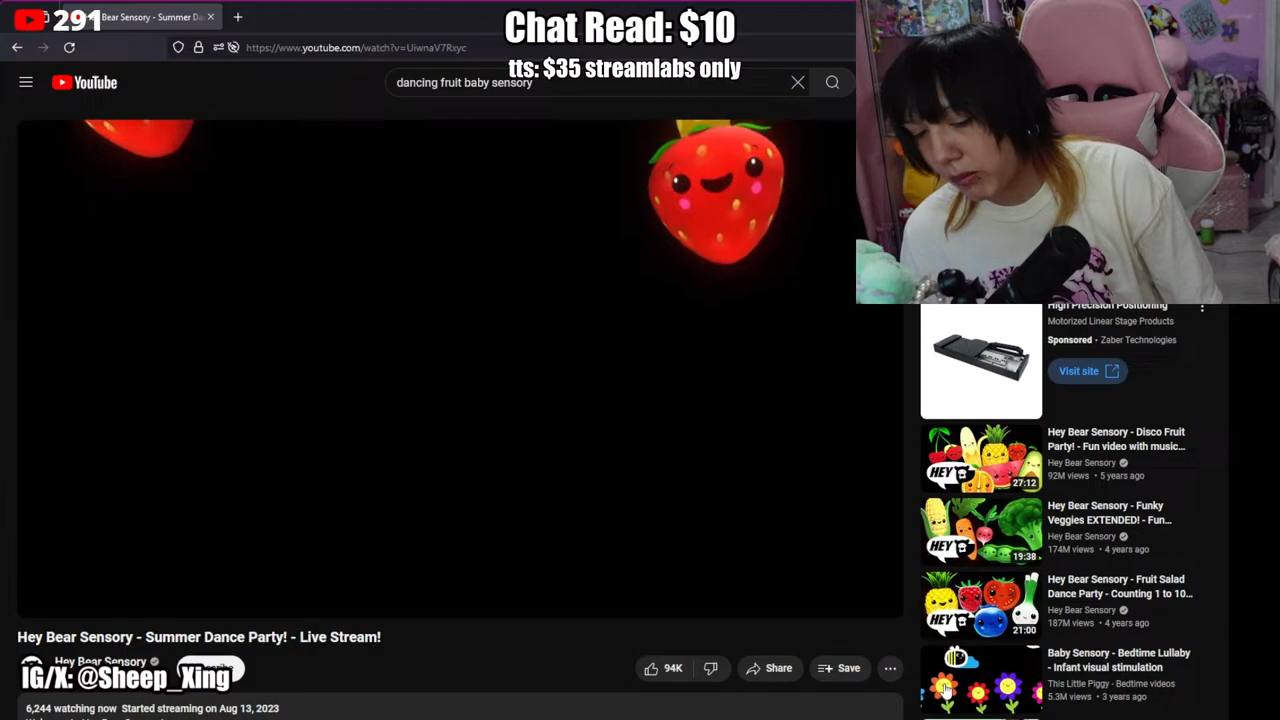 291
Hey Bear Sensory - Summer Da
Chat Read: $10
tts: $35 streamlabs only
https://www.youtube.com/watch?v=UiwnaV7Rxyc
YouTube
dancing fruit baby sensory
High Precision Positioning
Motorized Linear Stage Products
Sponsored • Zaber Technologies
Visit site
Hey Bear Sensory - Disco Fruit
Party! - Fun video with music...
Hey Bear Sensory
92M views • 5 years ago
HEY
27:12
Hey Bear Sensory - Funky
Veggies EXTENDED! - Fun...
Hey Bear Sensory
174M views • 4 years ago
HEY
19:38
Hey Bear Sensory - Fruit Salad
Dance Party - Counting 1 to 10...
Hey Bear Sensory
187M views • 4 years ago
HEY
21:00
Baby Sensory - Bedtime Lullaby
- Infant visual stimulation
This Little Piggy - Bedtime videos
5.3M views • 3 years ago
Hey Bear Sensory - Summer Dance Party! - Live Stream!
Hey Bear Sensory
IG/X: @Sheep_Xing
94K
Share
Save
6,244 watching now Started streaming on Aug 13, 2023